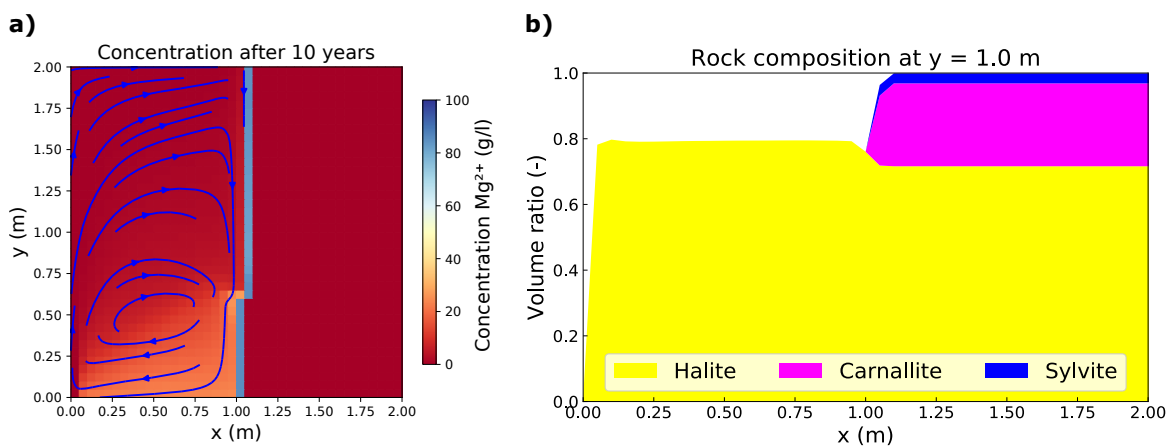 a)
Concentration after 10 years
2.00
1.75
1.50
1.25
1.00
0.75
0.50
0.25
0.00
y (m)
0.00 0.25 0.50 0.75 1.00 1.25 1.50 1.75 2.00
x (m)
100
80
60
40
20
0
Concentration Mg²⁺ (g/l)
b)
Rock composition at y = 1.0 m
1.0
0.8
0.6
0.4
0.2
0.0
Volume ratio (-)
Halite Carnallite Sylvite
0.00 0.25 0.50 0.75 1.00 1.25 1.50 1.75 2.00
x (m)